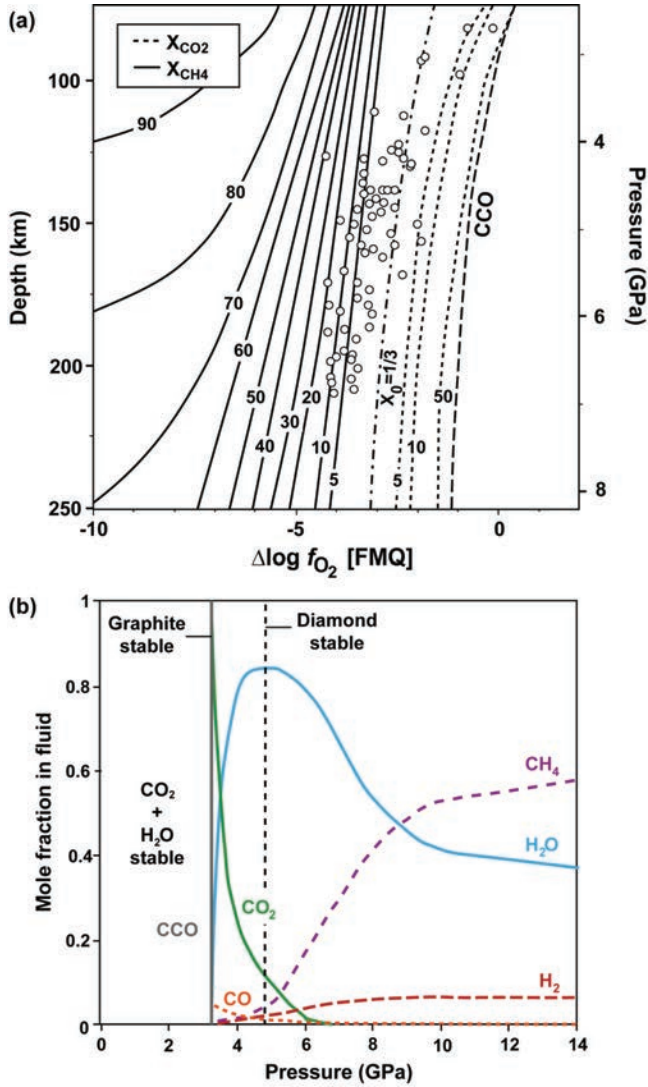 (a)
X_CO2
X_CH4
90
80
70
60
50
40
30
20
10
5
X_O=1/3
5
10
50
CCO
100
150
200
250
Depth (km)
4
6
8
Pressure (GPa)
-10
-5
0
Δlog fO2 [FMQ]
(b)
1
0.8
0.6
0.4
0.2
0
Mole fraction in fluid
Graphite
stable
Diamond
stable
CO2
+
H2O
stable
CCO
CO2
CO
CH4
H2O
H2
0
2
4
6
8
10
12
14
Pressure (GPa)